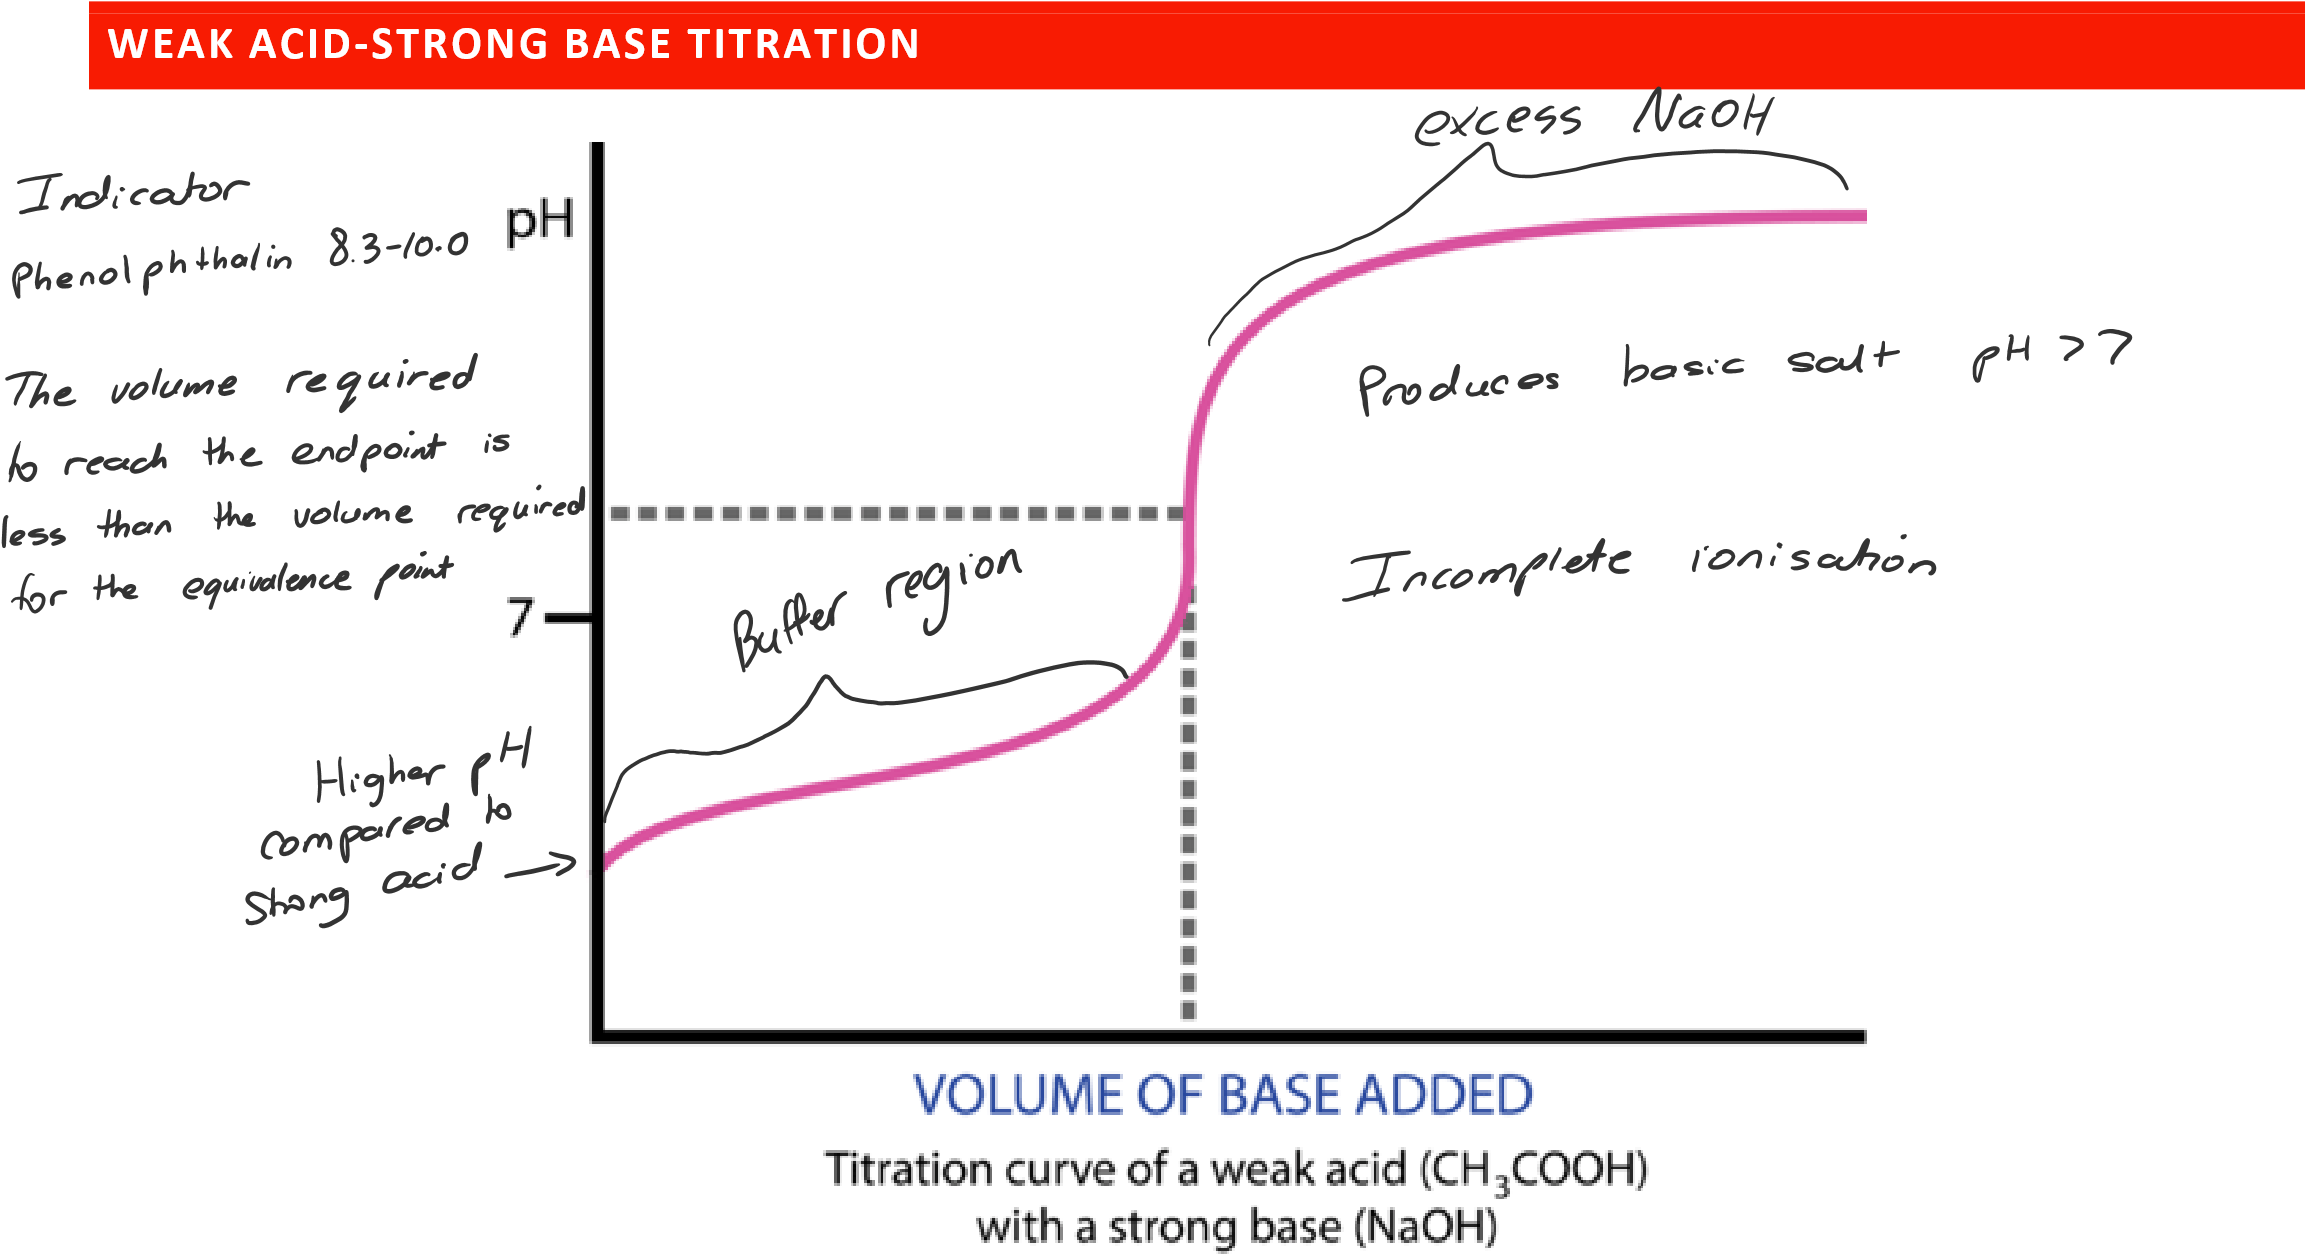 WEAK ACID-STRONG BASE TITRATION
excess NaOH
Indicator
Phenolphthalin 8.3-10.0
pH
The volume required
to reach the endpoint is
less than the volume required
for the equivalence point
Produces basic salt pH >7
Incomplete ionisation
Buffer region
7
Higher pH
compared to
strong acid →
VOLUME OF BASE ADDED
Titration curve of a weak acid (CH₃COOH)
with a strong base (NaOH)